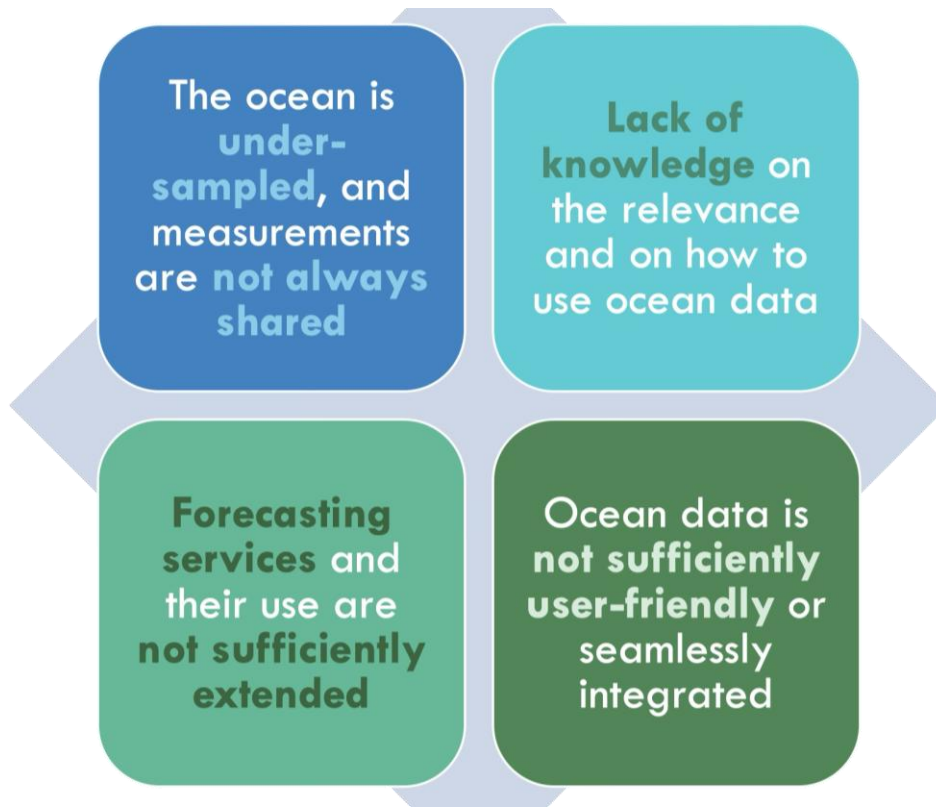 The ocean is
under-
sampled, and
measurements
are not always
shared
Lack of
knowledge on
the relevance
and on how to
use ocean data
Forecasting
services and
their use are
not sufficiently
extended
Ocean data is
not sufficiently
user-friendly or
seamlessly
integrated